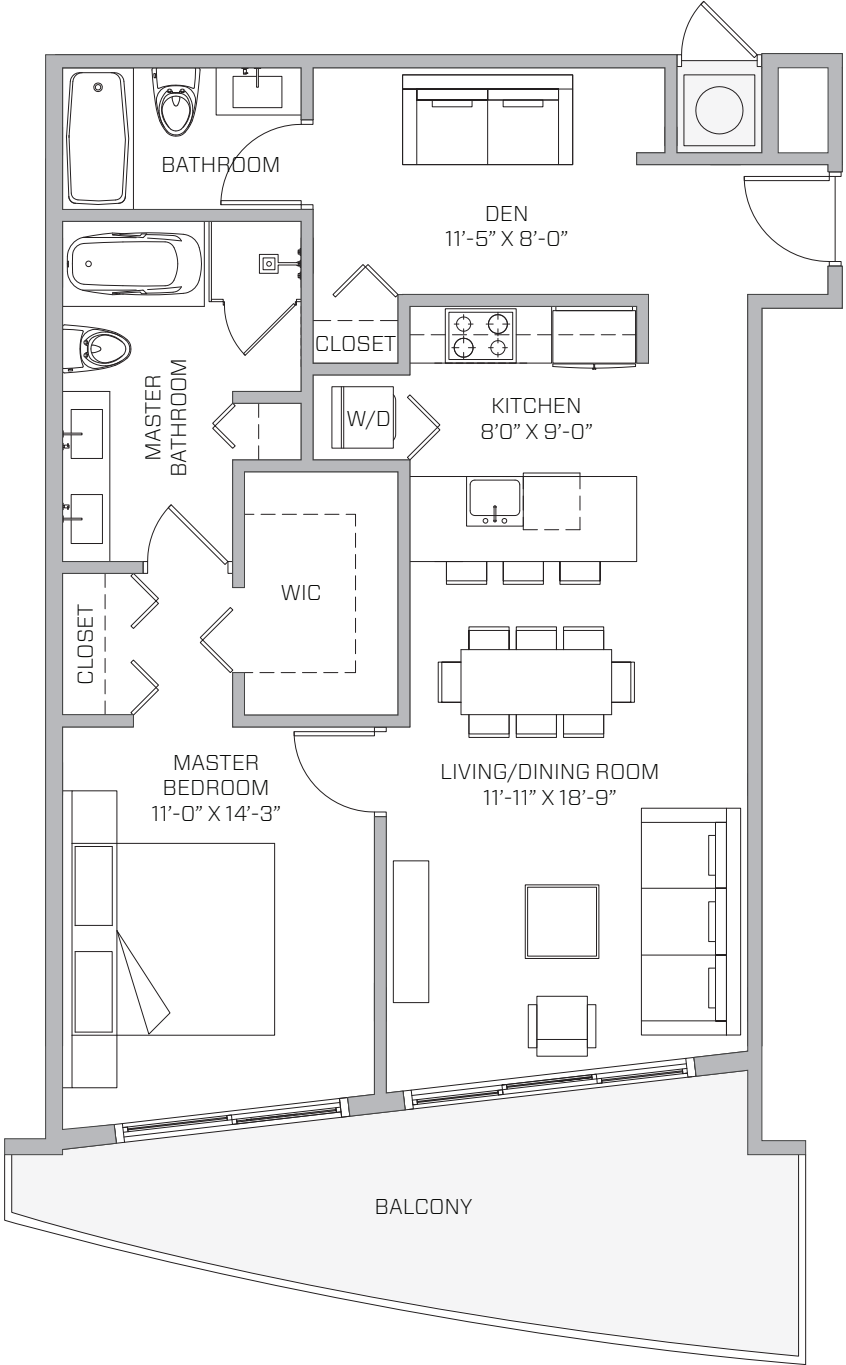 BATHROOM
DEN
11'-5" X 8'-0"
CLOSET
MASTER
BATHROOM
W/D
KITCHEN
8'0" X 9'-0"
WIC
CLOSET
MASTER
BEDROOM
11'-0" X 14'-3"
LIVING/DINING ROOM
11'-11" X 18'-9"
BALCONY